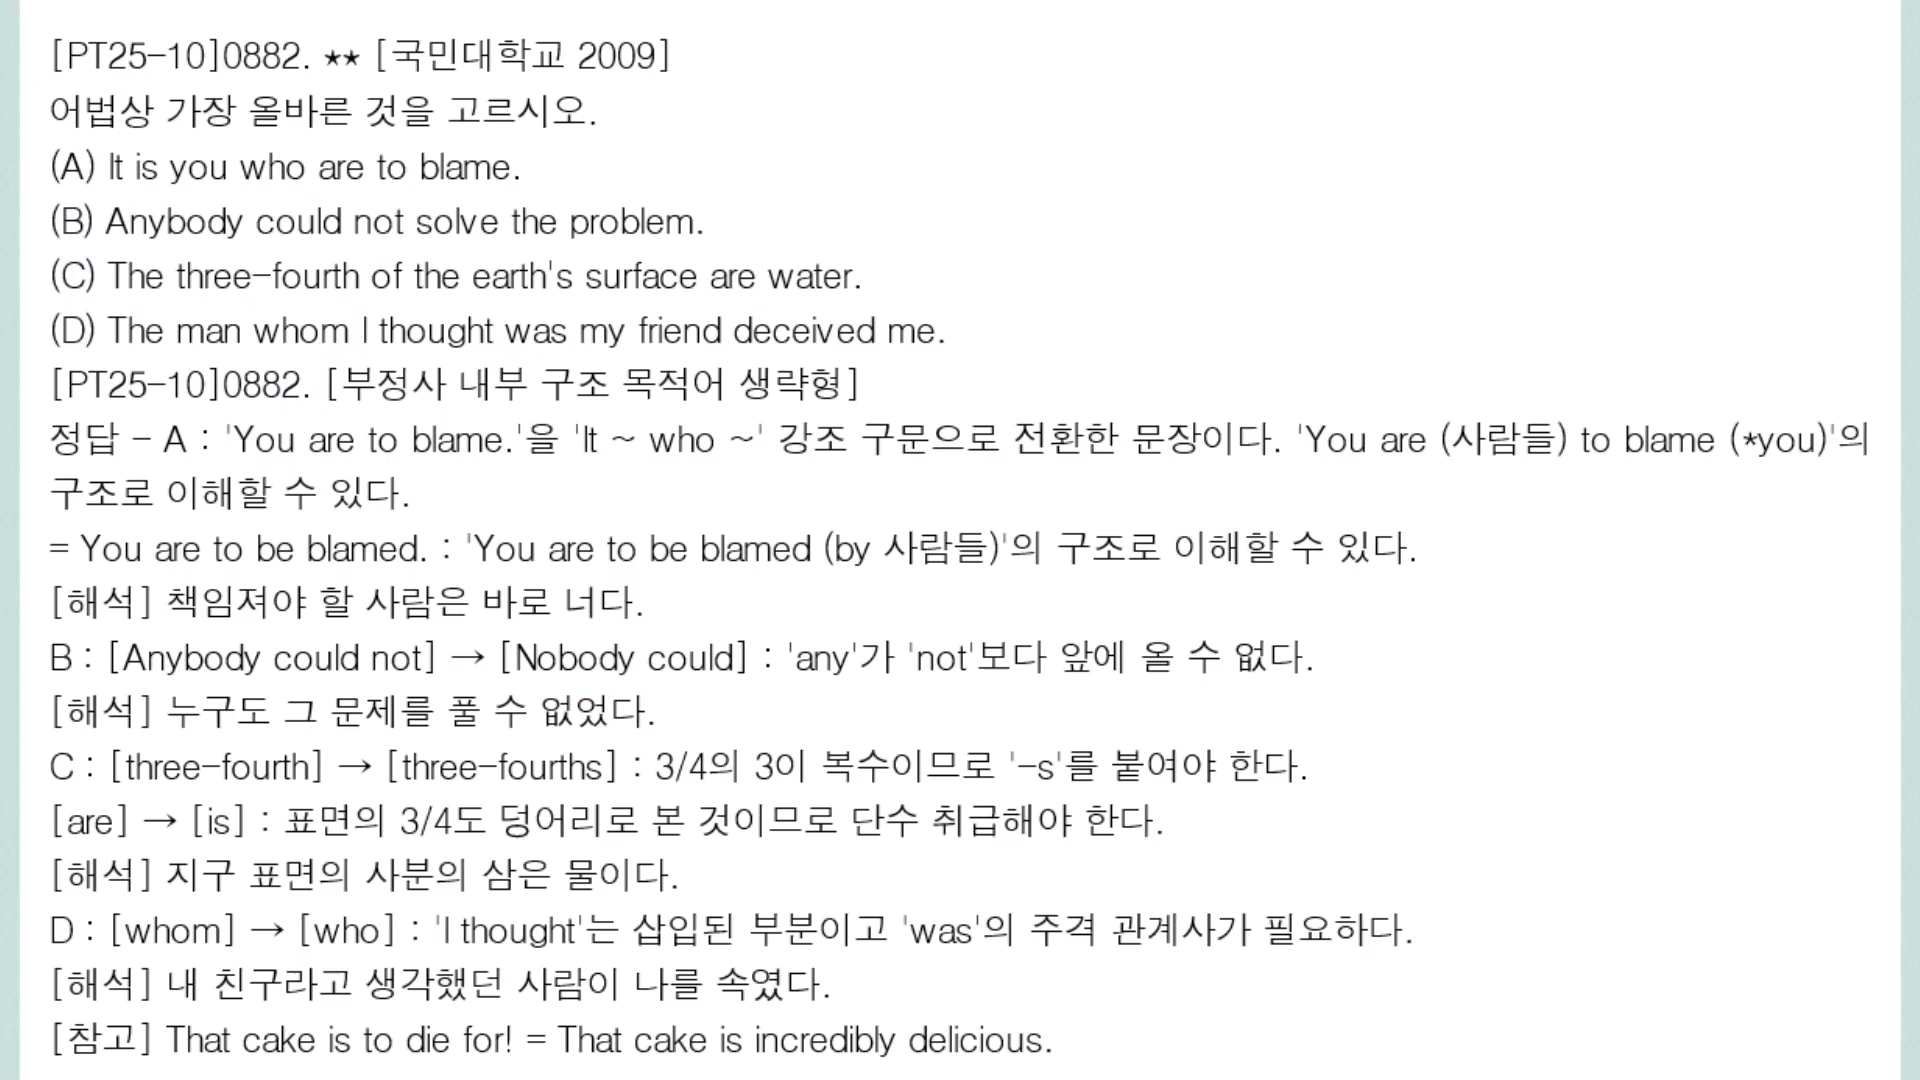 [PT25-10]0882. ★★ [국민대학교 2009]
어법상 가장 올바른 것을 고르시오.
(A) It is you who are to blame.
(B) Anybody could not solve the problem.
(C) The three-fourth of the earth's surface are water.
(D) The man whom I thought was my friend deceived me.
[PT25-10]0882. [부정사 내부 구조 목적어 생략형]
정답 - A : 'You are to blame.'을 'It ~ who ~' 강조 구문으로 전환한 문장이다. 'You are (사람들) to blame (*you)'의
구조로 이해할 수 있다.
= You are to be blamed. : 'You are to be blamed (by 사람들)'의 구조로 이해할 수 있다.
[해석] 책임져야 할 사람은 바로 너다.
B : [Anybody could not] → [Nobody could] : 'any'가 'not'보다 앞에 올 수 없다.
[해석] 누구도 그 문제를 풀 수 없었다.
C : [three-fourth] → [three-fourths] : 3/4의 3이 복수이므로 '-s'를 붙여야 한다.
[are] → [is] : 표면의 3/4도 덩어리로 본 것이므로 단수 취급해야 한다.
[해석] 지구 표면의 사분의 삼은 물이다.
D : [whom] → [who] : 'I thought'는 삽입된 부분이고 'was'의 주격 관계사가 필요하다.
[해석] 내 친구라고 생각했던 사람이 나를 속였다.
[참고] That cake is to die for! = That cake is incredibly delicious.